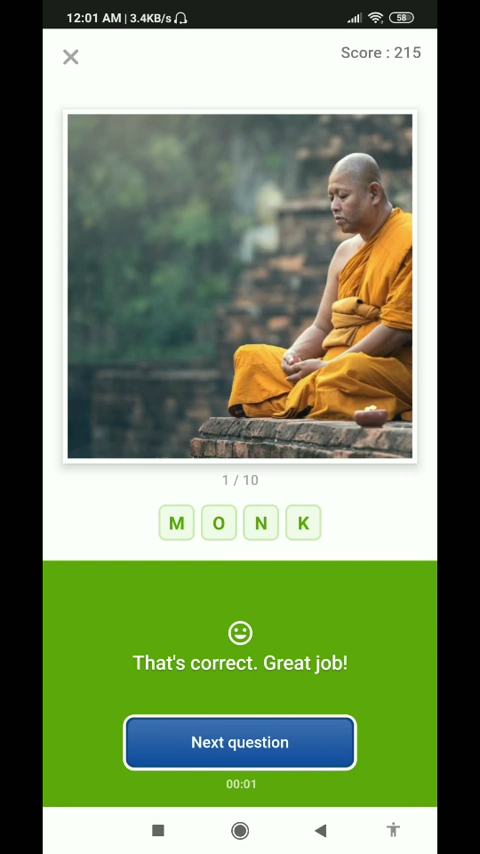 12:01 AM | 3.4KB/s 58
Score : 215
1 / 10
M O N K
That's correct. Great job!
Next question
00:01